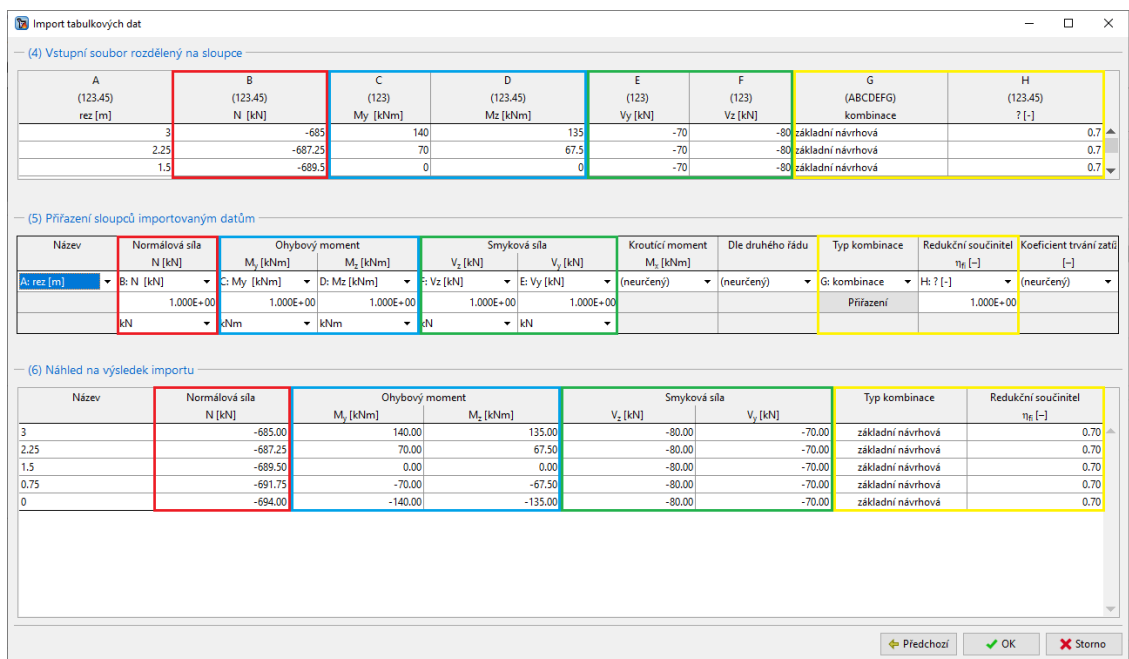 Import tabulkových dat
(4) Vstupní soubor rozdělený na sloupce
A B C D E F G H
(123.45) (123.45) (123) (123.45) (123) (123) (ABCDEFG) (123.45)
rez [m] N [kN] My [kNm] Mz [kNm] Vy [kN] Vz [kN] kombinace ? [-]
3 -685 140 135 -70 -80 základní návrhová 0.7
2.25 -687.25 70 67.5 -70 -80 základní návrhová 0.7
1.5 -689.5 0 0 -70 -80 základní návrhová 0.7
(5) Přiřazení sloupců importovaným datům
Název Normálová síla Ohybový moment Smyková síla Kroutící moment Dle druhého řádu Typ kombinace Redukční součinitel Koeficient trvání zatíž
N [kN] My [kNm] Mz [kNm] Vz [kN] Vy [kN] Mx [kNm] ηfi [–] [–]
A: rez [m] B: N [kN] C: My [kNm] D: Mz [kNm] F: Vz [kN] E: Vy [kN] (neurčený) (neurčený) G: kombinace H: ? [-] (neurčený)
1.000E+00 1.000E+00 1.000E+00 1.000E+00 1.000E+00 Přiřazení 1.000E+00
kN kNm kNm kN kN
(6) Náhled na výsledek importu
Název Normálová síla Ohybový moment Smyková síla Typ kombinace Redukční součinitel
N [kN] My [kNm] Mz [kNm] Vz [kN] Vy [kN] ηfi [–]
3 -685.00 140.00 135.00 -80.00 -70.00 základní návrhová 0.70
2.25 -687.25 70.00 67.50 -80.00 -70.00 základní návrhová 0.70
1.5 -689.50 0.00 0.00 -80.00 -70.00 základní návrhová 0.70
0.75 -691.75 -70.00 -67.50 -80.00 -70.00 základní návrhová 0.70
0 -694.00 -140.00 -135.00 -80.00 -70.00 základní návrhová 0.70
Předchozí OK Storno